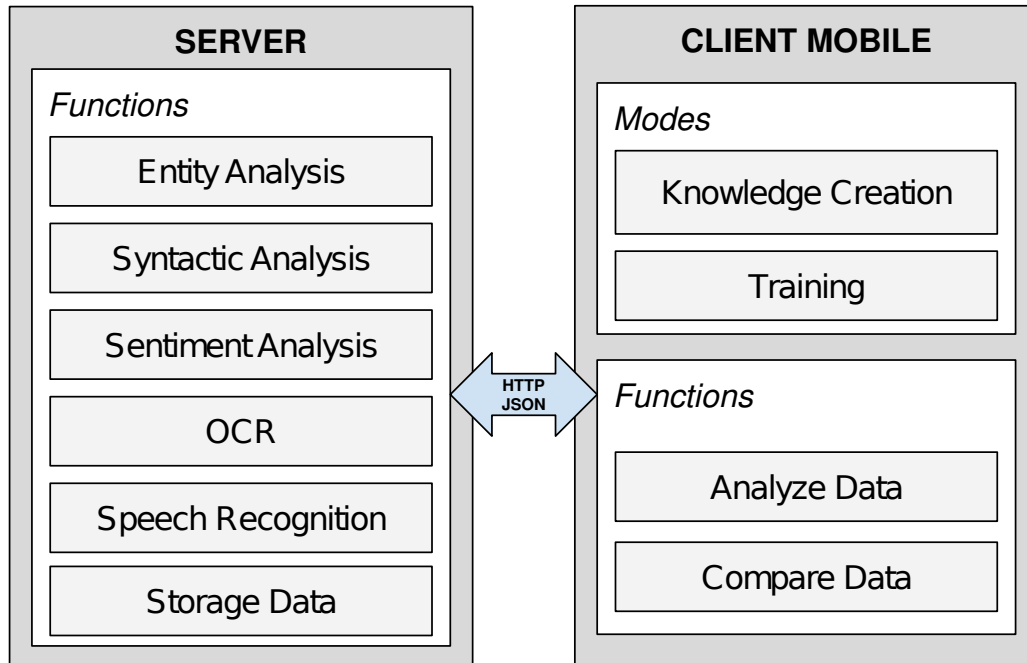 SERVER
Functions
Entity Analysis
Syntactic Analysis
Sentiment Analysis
OCR
Speech Recognition
Storage Data
HTTP
JSON
CLIENT MOBILE
Modes
Knowledge Creation
Training
Functions
Analyze Data
Compare Data